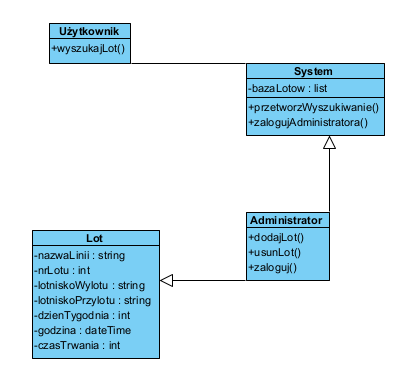 Użytkownik
+wyszukajLot()
System
-bazaLotow : list
+przetworzWyszukiwanie()
+zalogujAdministratora()
Administrator
+dodajLot()
+usunLot()
+zaloguj()
Lot
-nazwaLinii : string
-nrLotu : int
-lotniskoWylotu : string
-lotniskoPrzylotu : string
-dzienTygodnia : int
-godzina : dateTime
-czasTrwania : int